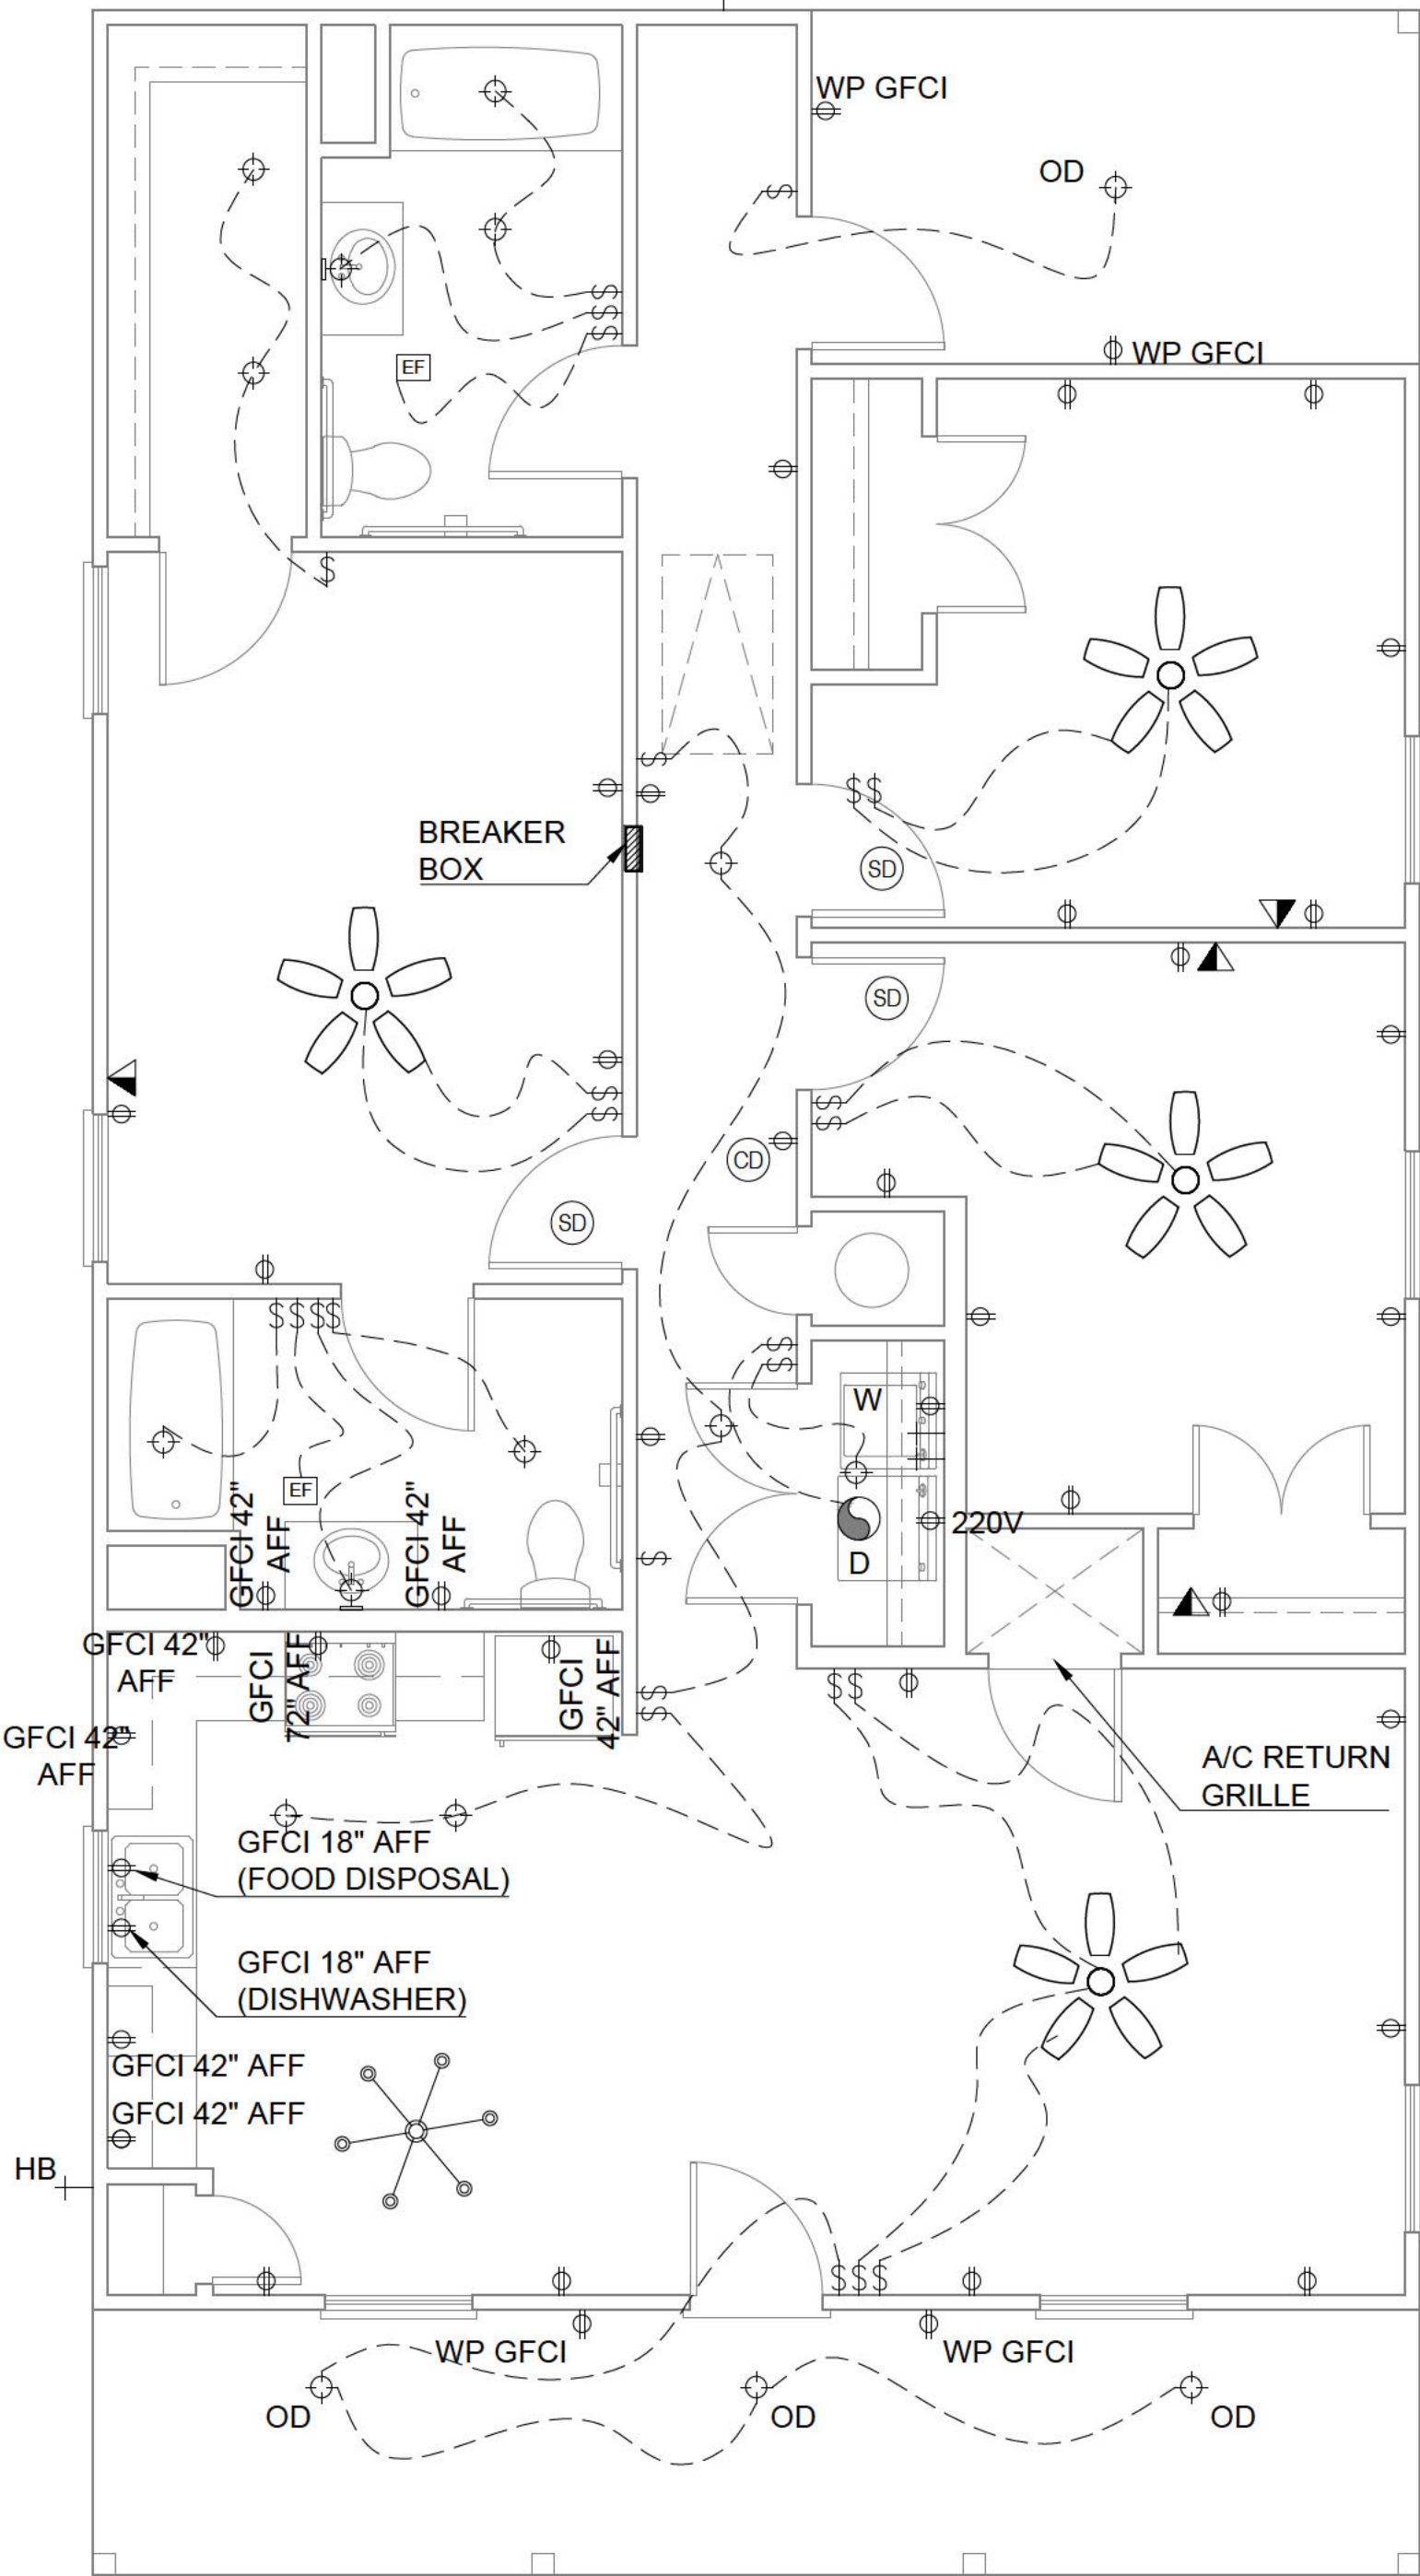 WP GFCI
OD
WP GFCI
EF
$
$
$
$
$
$ $
$
BREAKER
BOX
SD
SD
$
$
$
$
CD
SD
$ $ $ $
$
$
W
EF
GFCI 42"
AFF
GFCI 42"
AFF
220V
D
$
GFCI 42"
AFF
GFCI
72" AFF
GFCI
42" AFF
$
$
$ $
GFCI 42"
AFF
A/C RETURN
GRILLE
GFCI 18" AFF
(FOOD DISPOSAL)
GFCI 18" AFF
(DISHWASHER)
GFCI 42" AFF
GFCI 42" AFF
HB
$ $ $
WP GFCI
WP GFCI
OD
OD
OD